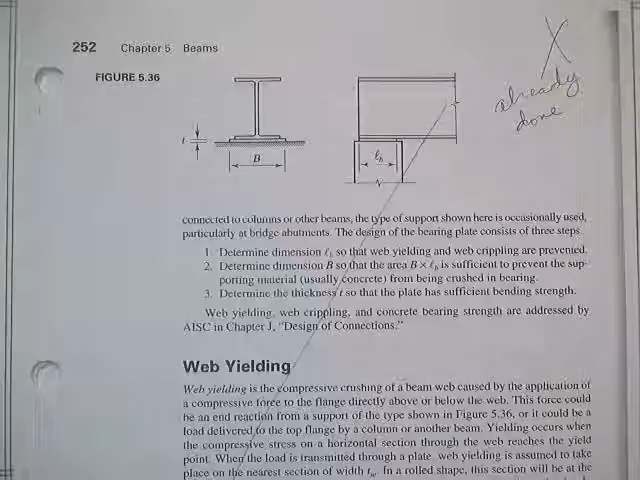 252 Chapter 5 Beams
FIGURE 5.36
X
already
done
t
B
ℓb
connected to columns or other beams, the type of support shown here is occasionally used,
particularly at bridge abutments. The design of the bearing plate consists of three steps.
1. Determine dimension ℓb so that web yielding and web crippling are prevented.
2. Determine dimension B so that the area B × ℓb is sufficient to prevent the sup-
porting material (usually concrete) from being crushed in bearing.
3. Determine the thickness t so that the plate has sufficient bending strength.
Web yielding, web crippling, and concrete bearing strength are addressed by
AISC in Chapter J, "Design of Connections."
Web Yielding
Web yielding is the compressive crushing of a beam web caused by the application of
a compressive force to the flange directly above or below the web. This force could
be an end reaction from a support of the type shown in Figure 5.36, or it could be a
load delivered to the top flange by a column or another beam. Yielding occurs when
the compressive stress on a horizontal section through the web reaches the yield
point. When the load is transmitted through a plate, web yielding is assumed to take
place on the nearest section of width tw. In a rolled shape, this section will be at the